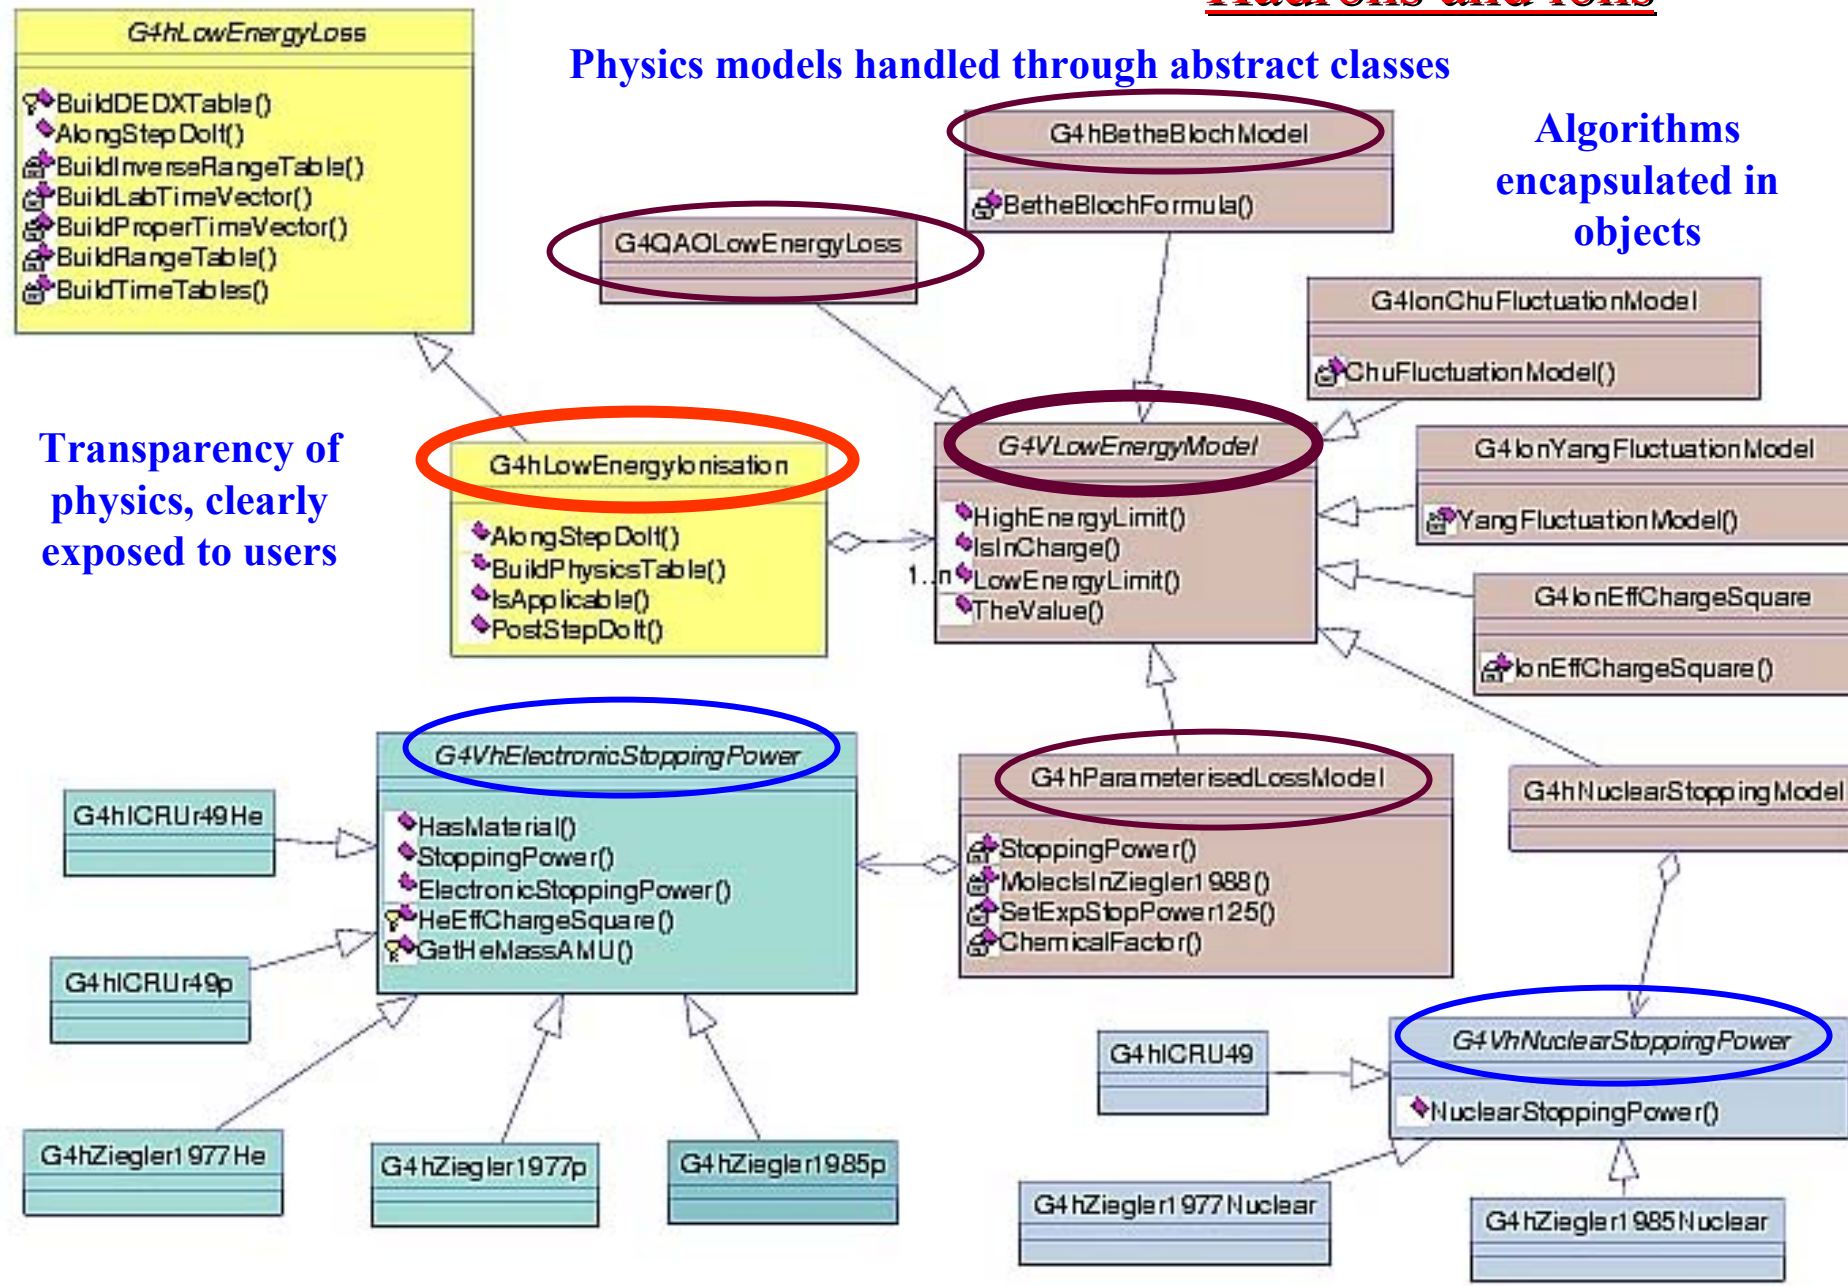 Hadrons and ions
Physics models handled through abstract classes
Algorithms
encapsulated in
objects
Transparency of
physics, clearly
exposed to users
G4hLowEnergyLoss
BuildDEDXTable()
AlongStepDoIt()
BuildInverseRangeTable()
BuildLabTimeVector()
BuildProperTimeVector()
BuildRangeTable()
BuildTimeTables()
G4hBetheBlochModel
BetheBlochFormula()
G4QAOLowEnergyLoss
G4IonChuFluctuationModel
ChuFluctuationModel()
G4hLowEnergyIonisation
AlongStepDoIt()
BuildPhysicsTable()
IsApplicable()
PostStepDoIt()
1..n
G4VLowEnergyModel
HighEnergyLimit()
IsInCharge()
LowEnergyLimit()
TheValue()
G4IonYangFluctuationModel
YangFluctuationModel()
G4IonEffChargeSquare
IonEffChargeSquare()
G4VhElectronicStoppingPower
HasMaterial()
StoppingPower()
ElectronicStoppingPower()
HeEffChargeSquare()
GetHeMassAMU()
G4hParameterisedLossModel
StoppingPower()
MolecIsInZiegler1988()
SetExpStopPower125()
ChemicalFactor()
G4hNuclearStoppingModel
G4hICRUr49He
G4hICRUr49p
G4hZiegler1977He
G4hZiegler1977p
G4hZiegler1985p
G4hICRU49
G4VhNuclearStoppingPower
NuclearStoppingPower()
G4hZiegler1977Nuclear
G4hZiegler1985Nuclear